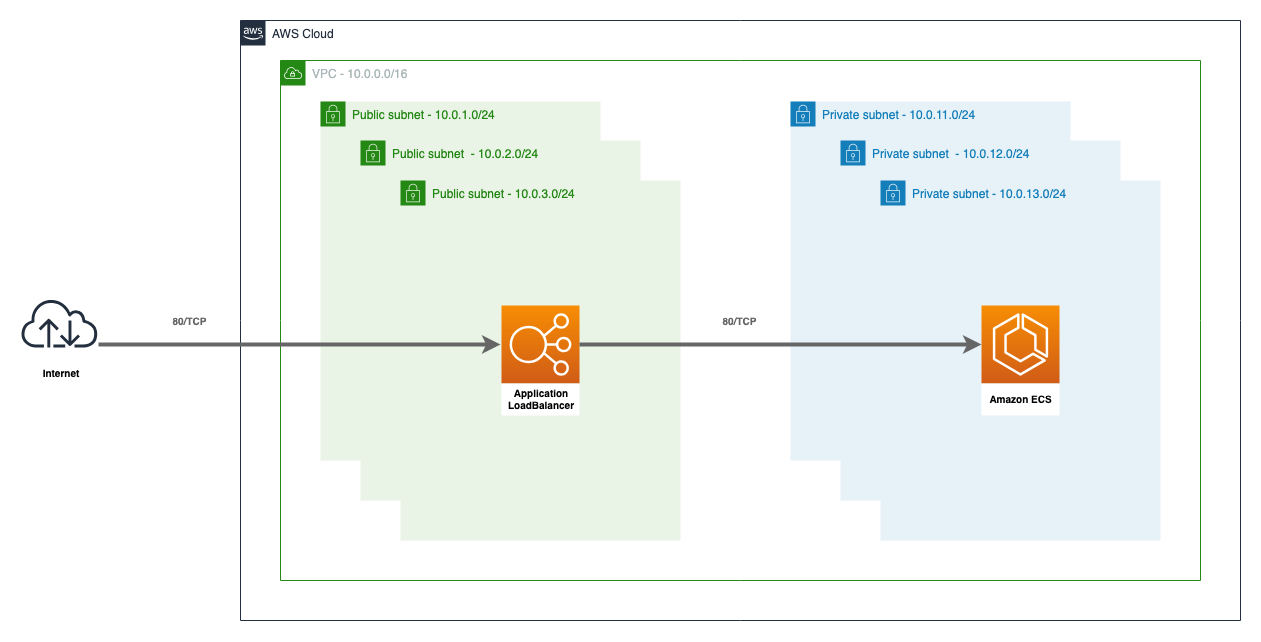 aws
AWS Cloud
VPC - 10.0.0.0/16
Public subnet - 10.0.1.0/24
Public subnet - 10.0.2.0/24
Public subnet - 10.0.3.0/24
Private subnet - 10.0.11.0/24
Private subnet - 10.0.12.0/24
Private subnet - 10.0.13.0/24
80/TCP
80/TCP
Internet
Application
LoadBalancer
Amazon ECS